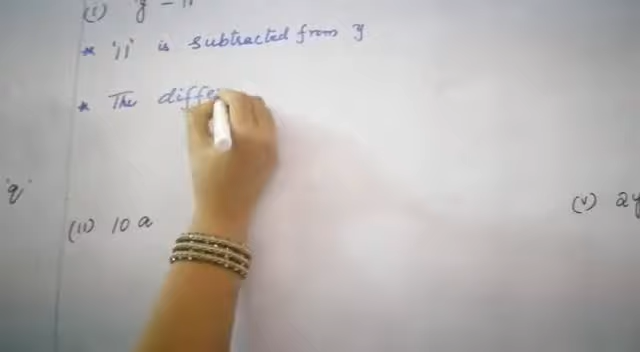 (i) y - 11
* '11' is subtracted from y
* The diffe
'q'
(ii) 10 a
(v) 2y